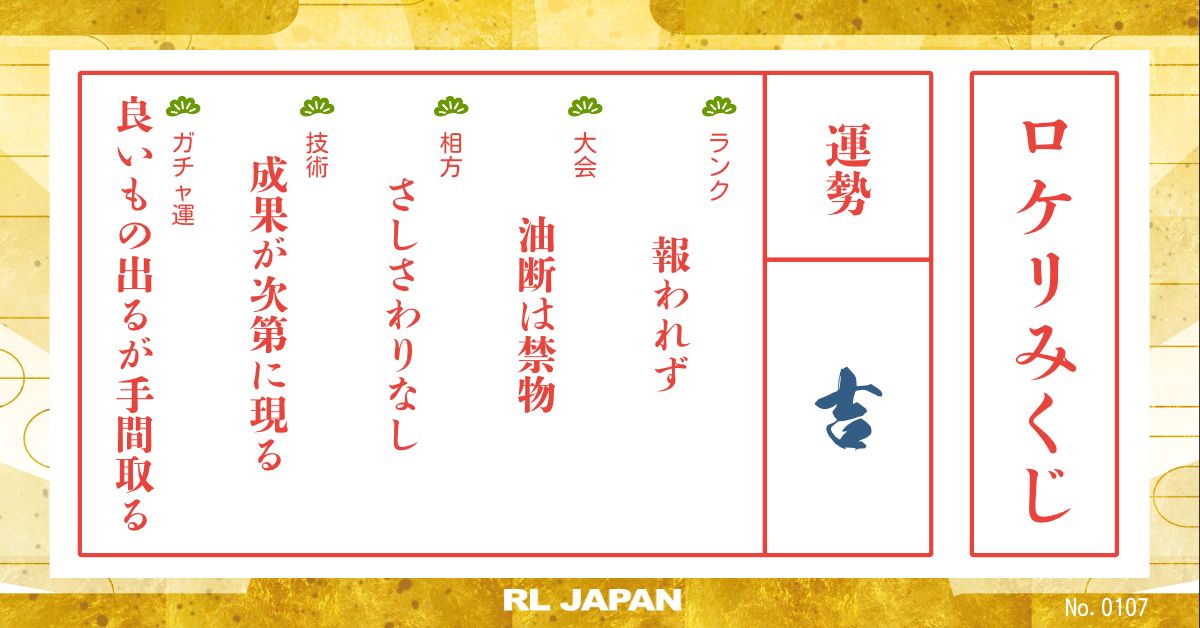 ロケリみくじ
運勢
吉
ランク
報われず
大会
油断は禁物
相方
さしさわりなし
技術
成果が次第に現る
ガチャ運
良いもの出るが手間取る
RL JAPAN
No. 0107